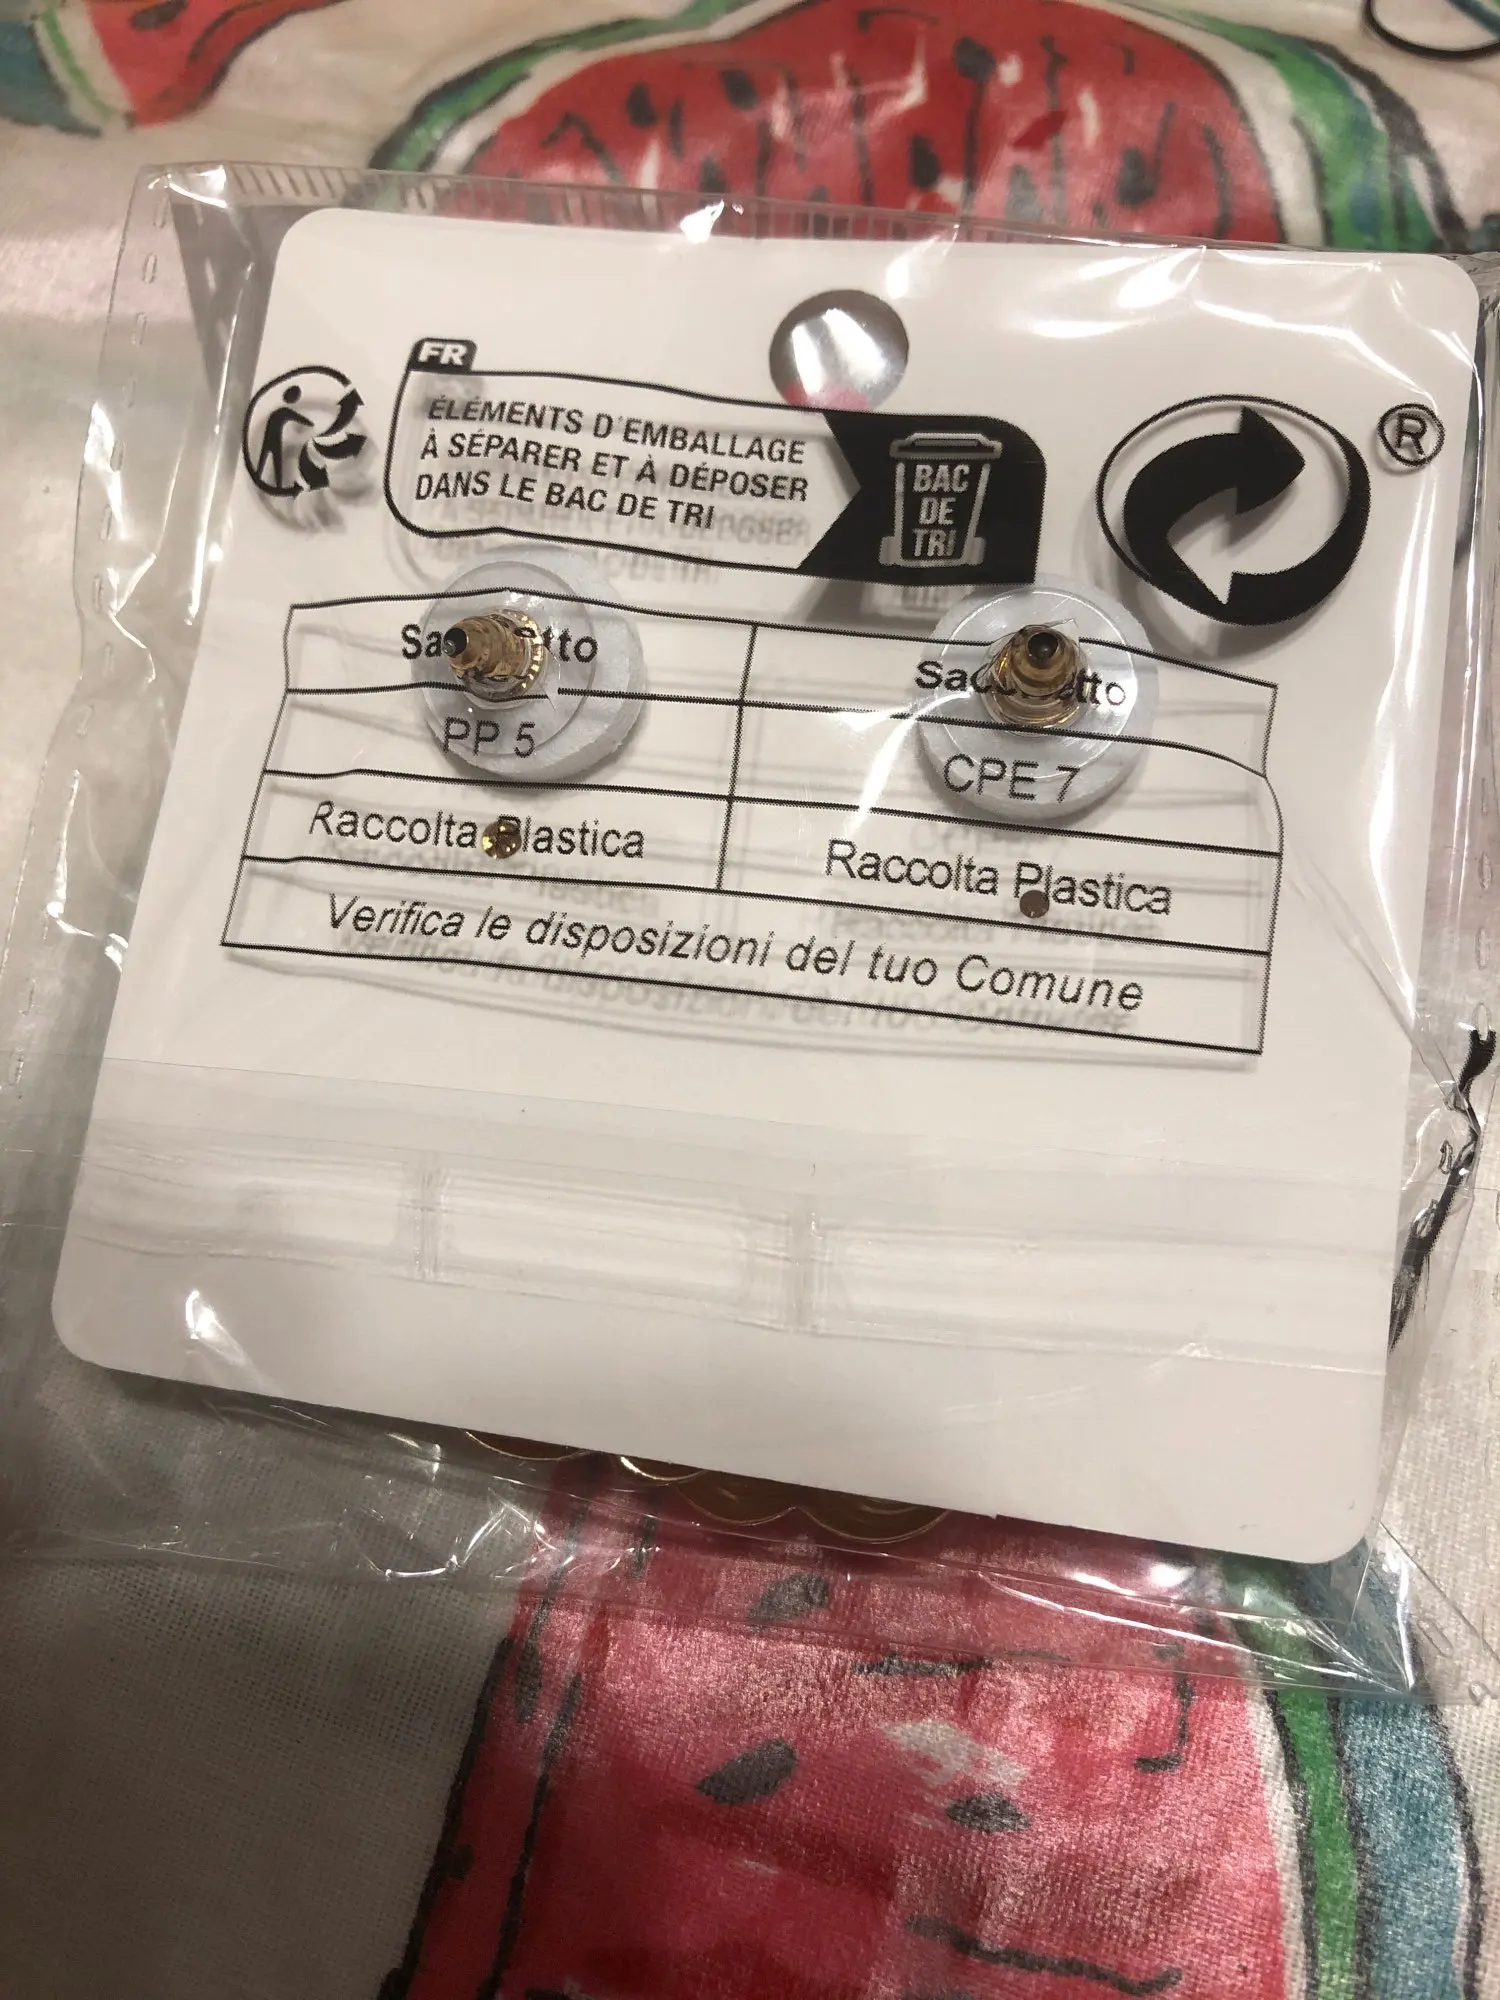 FR
ÉLÉMENTS D'EMBALLAGE
À SÉPARER ET À DÉPOSER
DANS LE BAC DE TRI
BAC
DE
TRI
®
PP 5
CPE 7
Raccolta Plastica
Raccolta Plastica
Verifica le disposizioni del tuo Comune